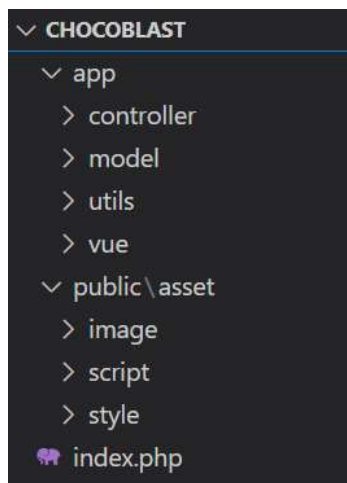 CHOCOBLAST
app
controller
model
utils
vue
public\asset
image
script
style
index.php